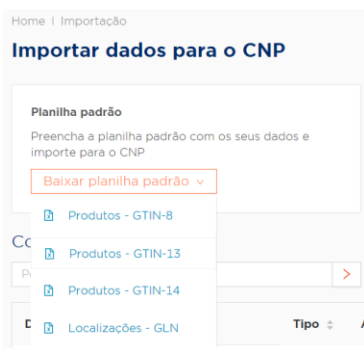 Home | Importação
Importar dados para o CNP
Planilha padrão
Preencha a planilha padrão com os seus dados e
importe para o CNP
Baixar planilha padrão
Produtos - GTIN-8
Produtos - GTIN-13
Produtos - GTIN-14
Localizações - GLN
Tipo